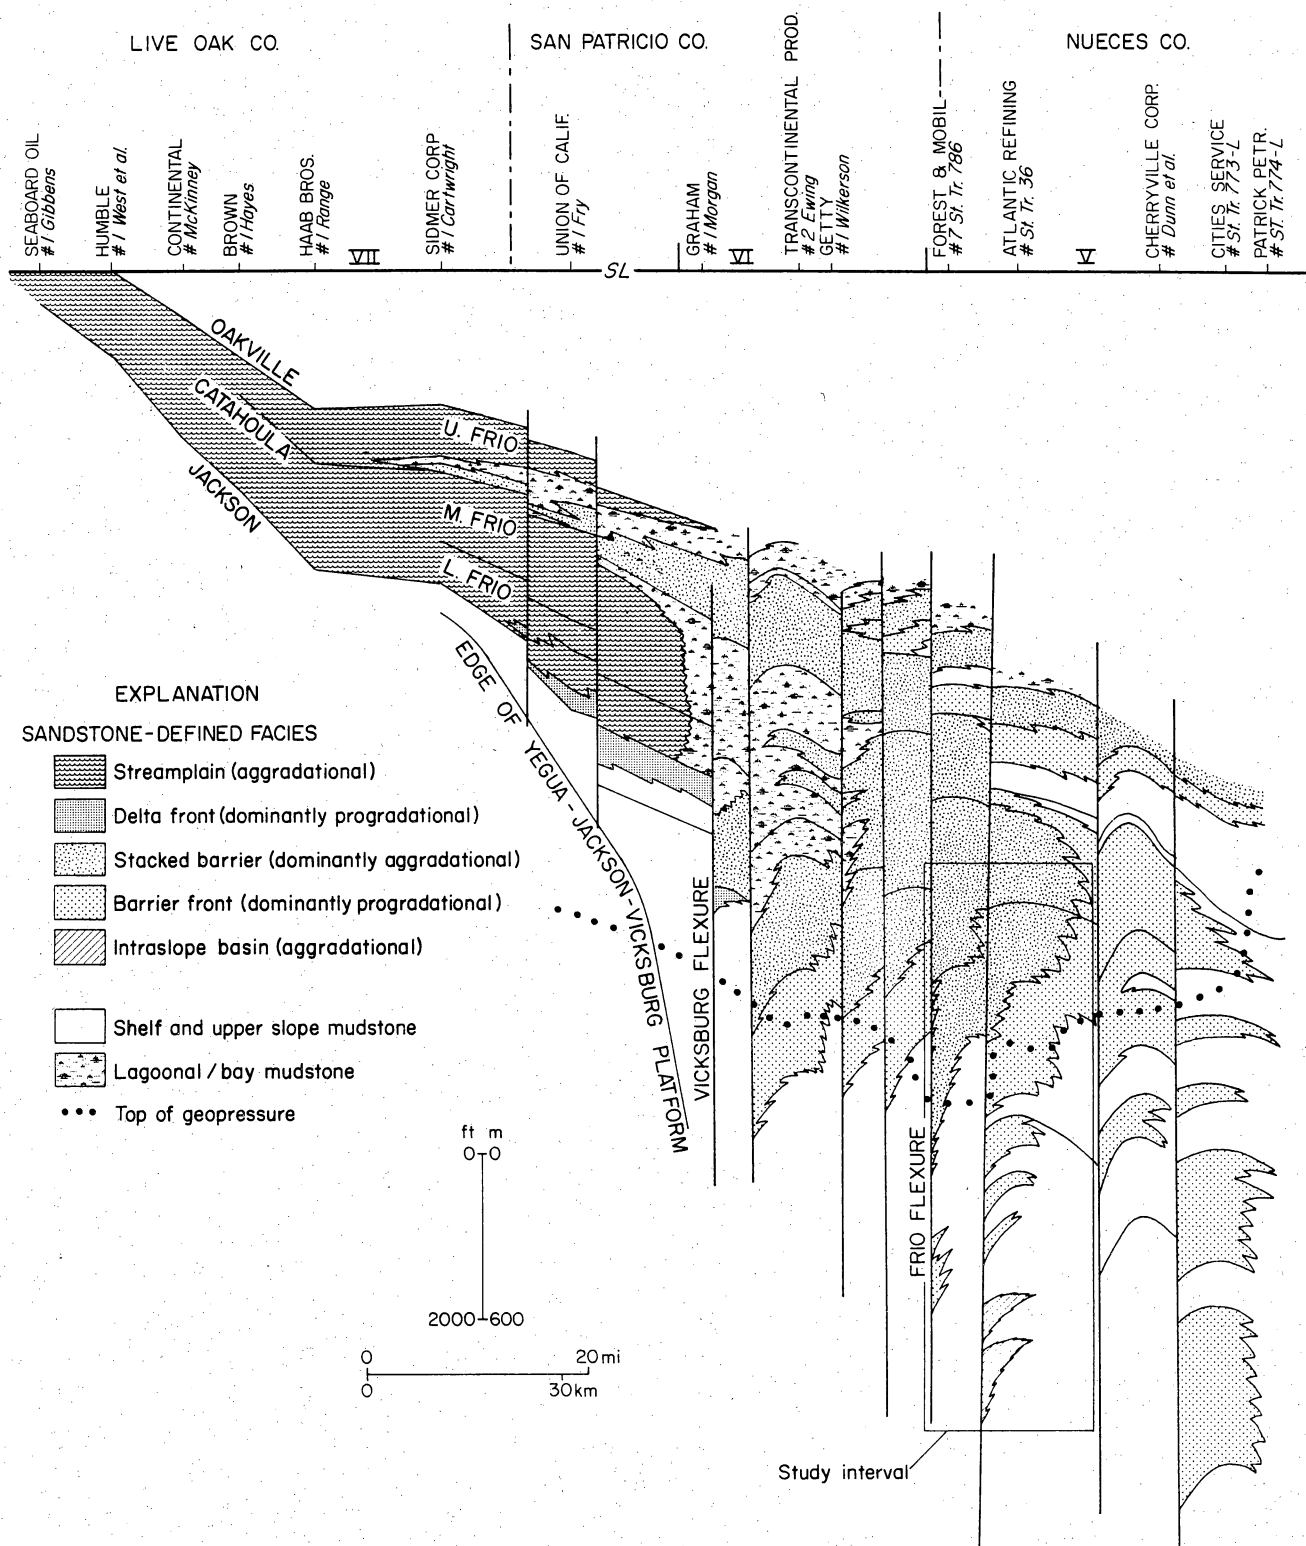 LIVE OAK CO.
SAN PATRICIO CO.
NUECES CO.
SEABOARD OIL
#1 Gibbens
HUMBLE
#1 West et al.
CONTINENTAL
# McKinney
BROWN
#1 Hayes
HAAB BROS.
#1 Range
VII
SIDMER CORP
#1 Cartwright
UNION OF CALIF.
#1 Fry
SL
GRAHAM
#1 Morgan
VI
TRANSCONTINENTAL PROD.
#2 Ewing
GETTY
#1 Wilkerson
FOREST & MOBIL
#7 St. Tr. 786
ATLANTIC REFINING
# St. Tr. 36
V
CHERRYVILLE CORP.
# Dunn et al.
CITIES SERVICE
# St. Tr. 773-L
PATRICK PETR.
# St. Tr. 774-L
OAKVILLE
CATAHOULA
JACKSON
U. FRIO
M. FRIO
L. FRIO
EDGE OF YEGUA-JACKSON-VICKSBURG PLATFORM
VICKSBURG FLEXURE
FRIO FLEXURE
EXPLANATION
SANDSTONE-DEFINED FACIES
Streamplain (aggradational)
Delta front (dominantly progradational)
Stacked barrier (dominantly aggradational)
Barrier front (dominantly progradational)
Intraslope basin (aggradational)
Shelf and upper slope mudstone
Lagoonal / bay mudstone
Top of geopressure
ft m
0 0
2000 600
0 20 mi
0 30 km
Study interval